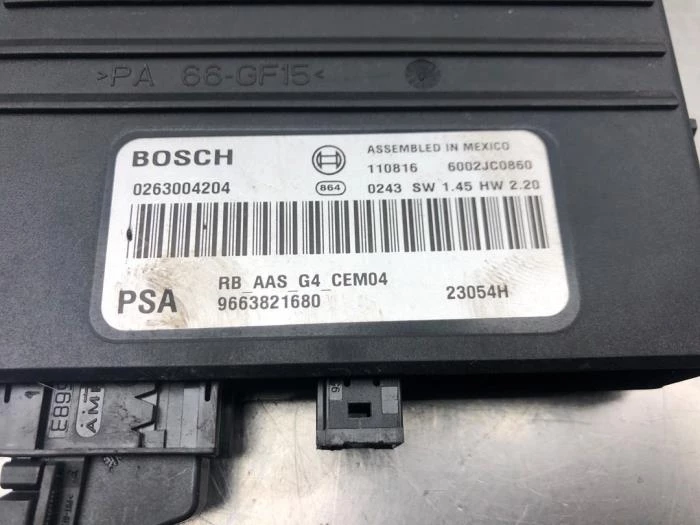 >PA 66-GF15<
BOSCH
ASSEMBLED IN MEXICO
110816 6002JC0860
0263004204
864 0243 SW 1.45 HW 2.20
RB_AAS_G4_CEM04
PSA 9663821680 23054H
AMP